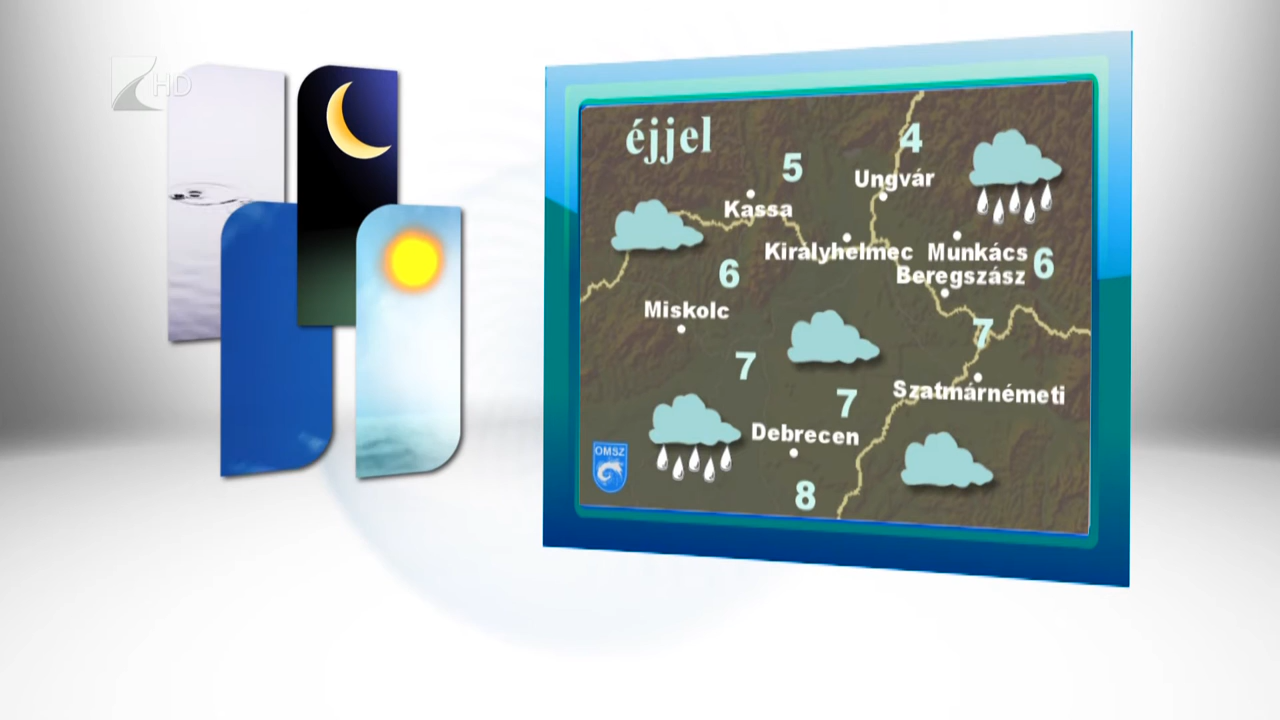 HD
éjjel
4
5
Ungvár
Kassa
Királyhelmec
Munkács
6
Beregszász
6
Miskolc
7
7
7
Szatmárnémeti
Debrecen
OMSZ
8